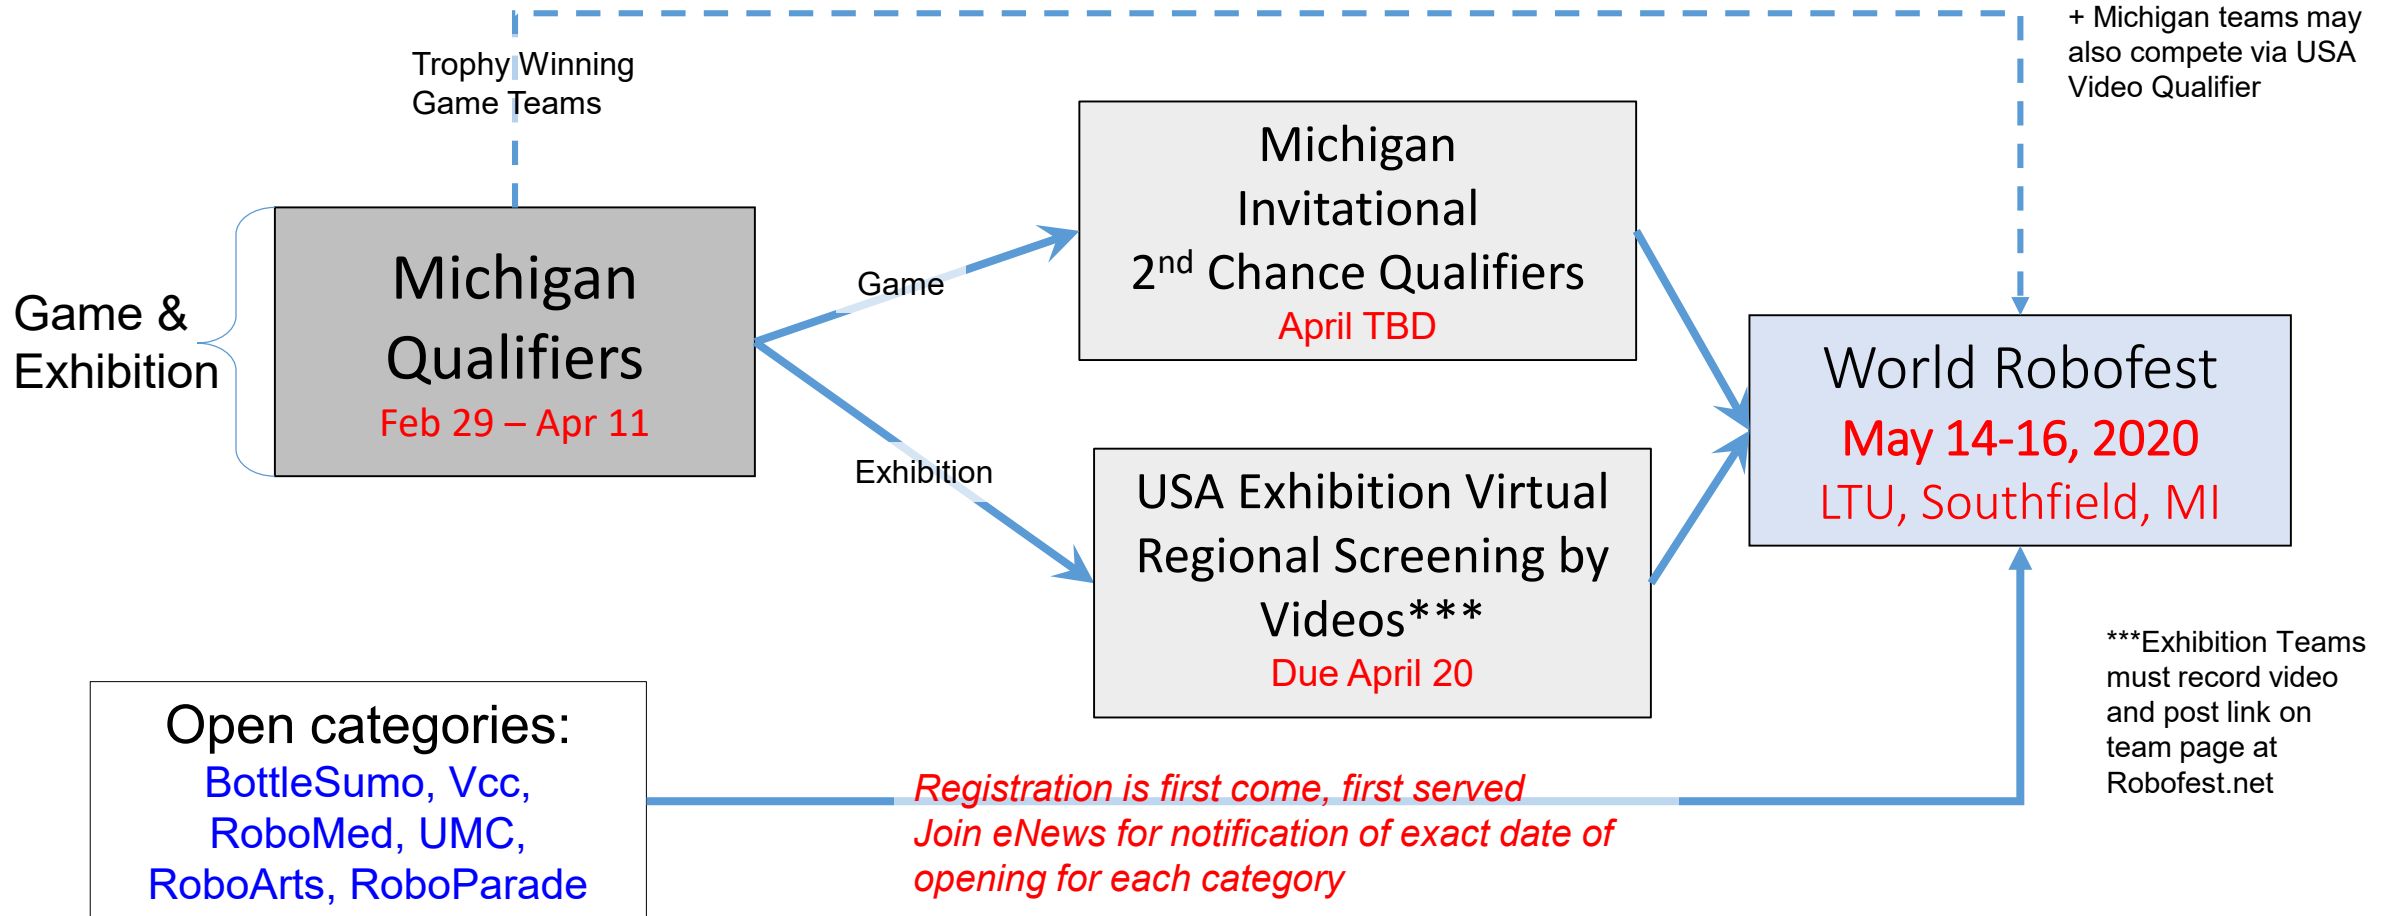 Trophy Winning
Game Teams
+ Michigan teams may
also compete via USA
Video Qualifier
Game &
Exhibition
Michigan
Qualifiers
Feb 29 – Apr 11
Game
Exhibition
Michigan
Invitational
2nd Chance Qualifiers
April TBD
USA Exhibition Virtual
Regional Screening by
Videos***
Due April 20
World Robofest
May 14-16, 2020
LTU, Southfield, MI
***Exhibition Teams
must record video
and post link on
team page at
Robofest.net
Open categories:
BottleSumo, Vcc,
RoboMed, UMC,
RoboArts, RoboParade
Registration is first come, first served
Join eNews for notification of exact date of
opening for each category